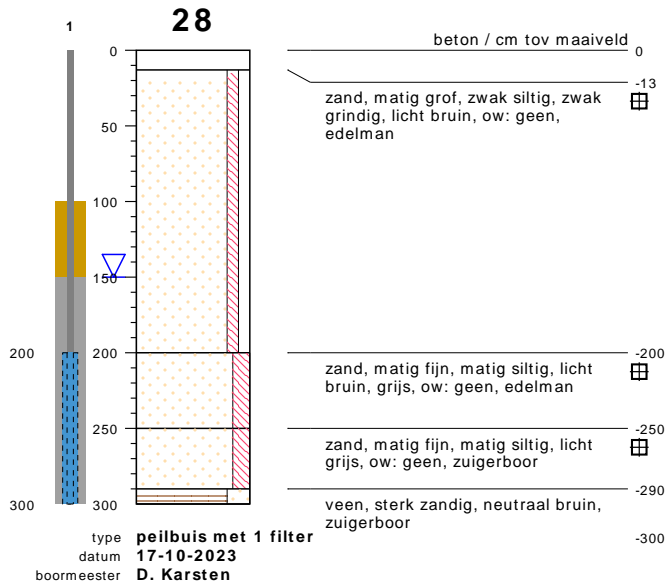 1
28
beton / cm tov maaiveld
0
0
-13
zand, matig grof, zwak siltig, zwak
grindig, licht bruin, ow: geen,
edelman
50
100
150
200
200
-200
zand, matig fijn, matig siltig, licht
bruin, grijs, ow: geen, edelman
250
-250
zand, matig fijn, matig siltig, licht
grijs, ow: geen, zuigerboor
-290
veen, sterk zandig, neutraal bruin,
zuigerboor
300
300
-300
type peilbuis met 1 filter
datum 17-10-2023
boormeester D. Karsten